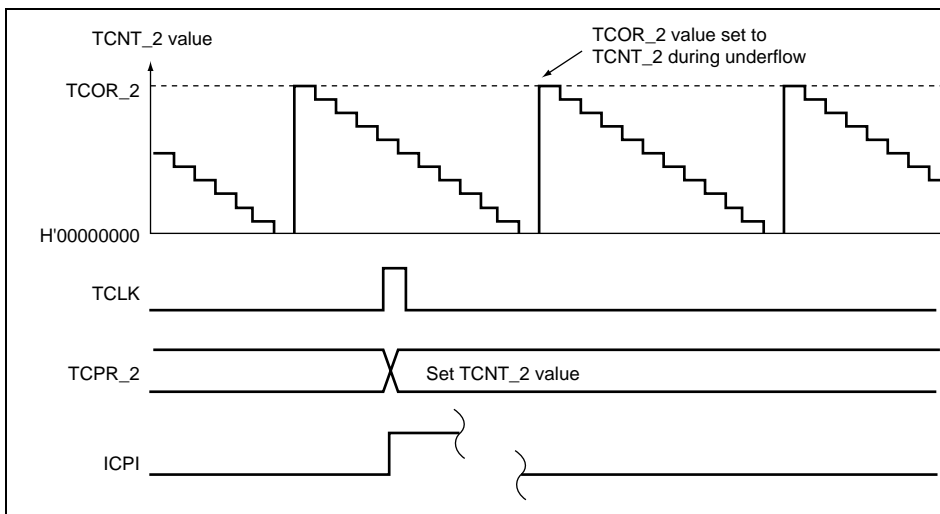 TCNT_2 value
TCOR_2 value set to
TCNT_2 during underflow
TCOR_2
H'00000000
TCLK
TCPR_2
Set TCNT_2 value
ICPI